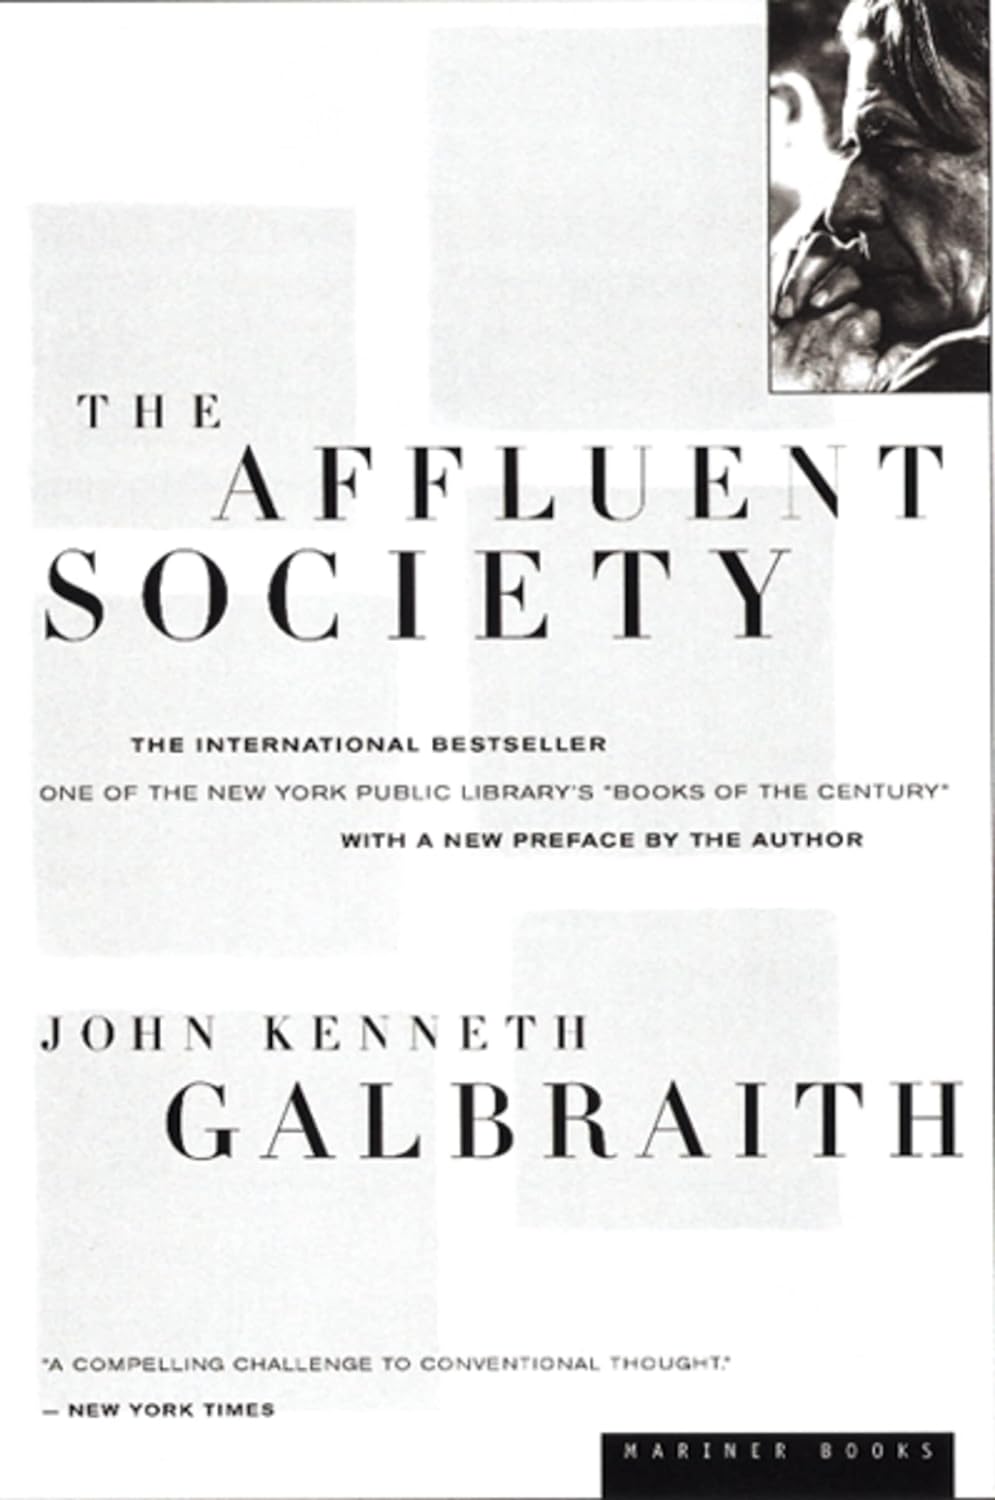 THE
AFFLUENT
SOCIETY
THE INTERNATIONAL BESTSELLER
ONE OF THE NEW YORK PUBLIC LIBRARY'S "BOOKS OF THE CENTURY"
WITH A NEW PREFACE BY THE AUTHOR
JOHN KENNETH
GALBRAITH
"A COMPELLING CHALLENGE TO CONVENTIONAL THOUGHT."
— NEW YORK TIMES
MARINER BOOKS